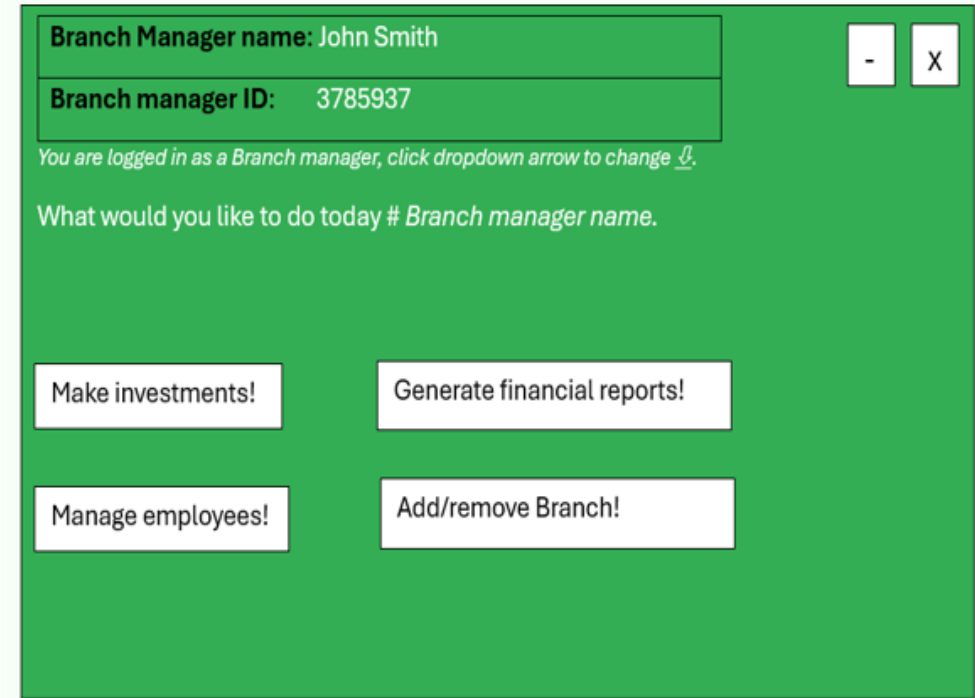 Branch Manager name: John Smith
- X
Branch manager ID: 3785937
You are logged in as a Branch manager, click dropdown arrow to change ⇩.
What would you like to do today # Branch manager name.
Make investments!
Generate financial reports!
Manage employees!
Add/remove Branch!